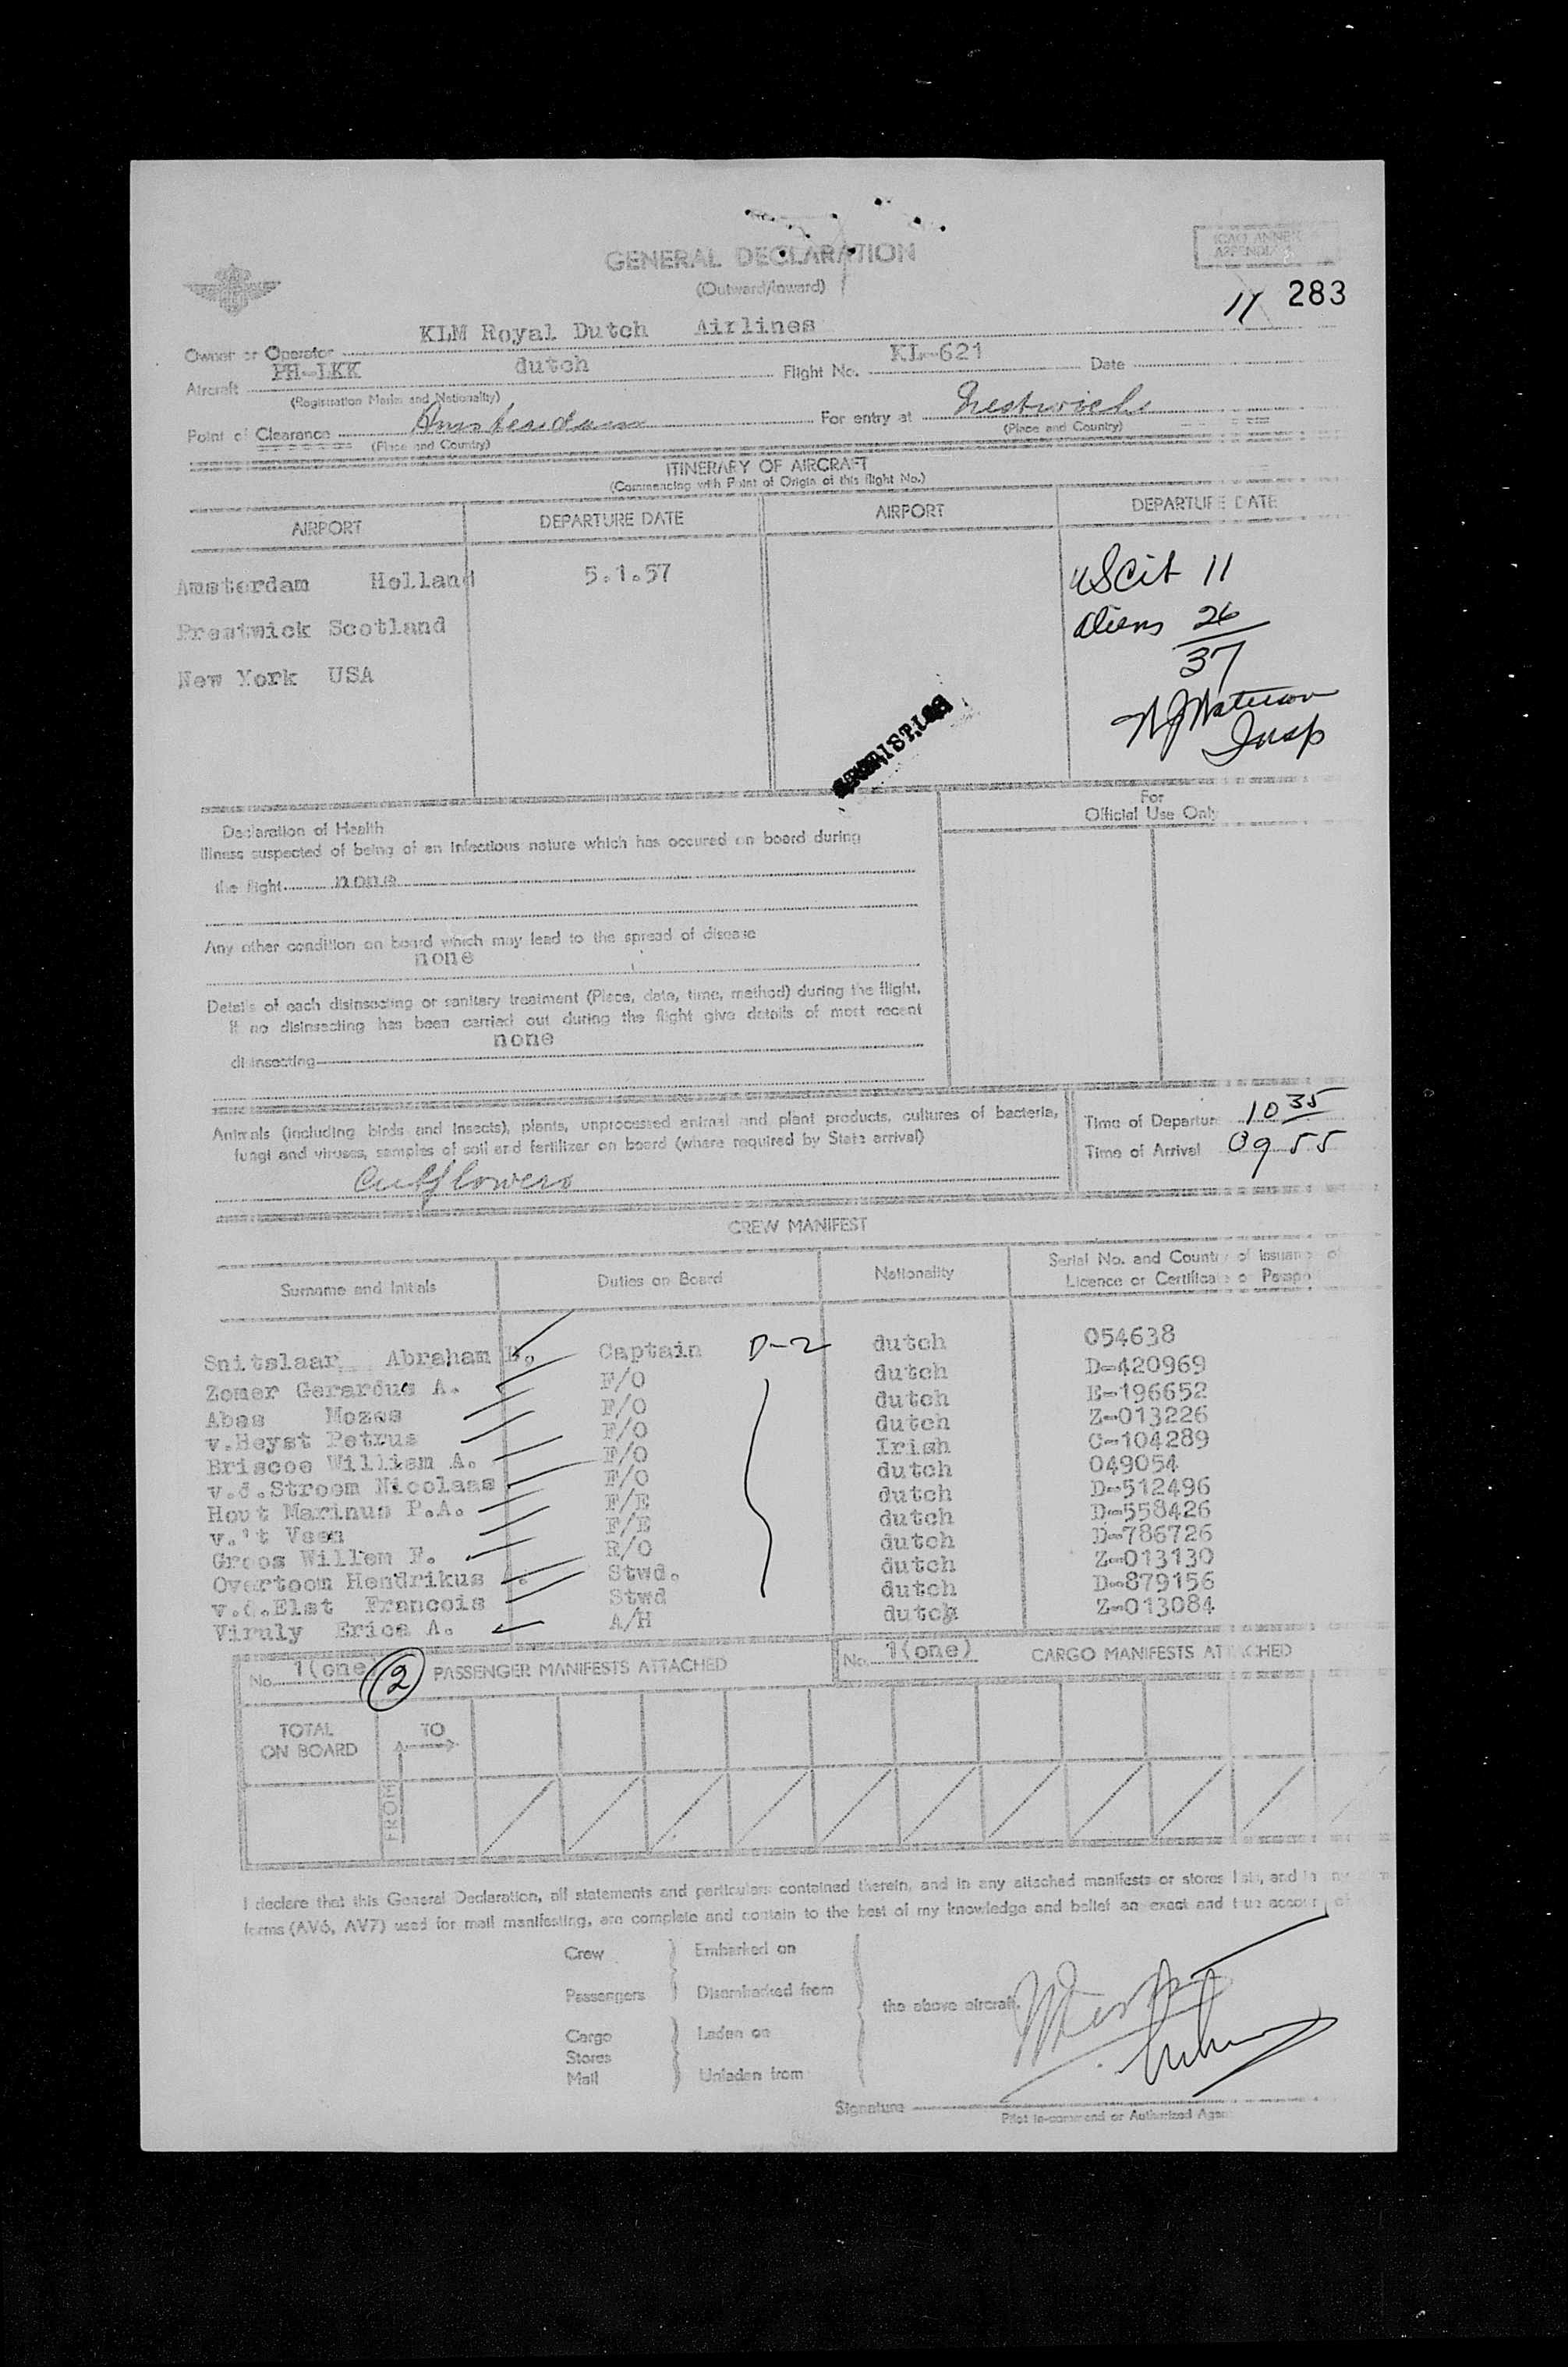 GENERAL DECLARATION
(Outward/Inward)
ICAO ANNEX
APPENDIX
11 283
Owner or Operator KLM Royal Dutch Airlines
Aircraft PH-LKK dutch Flight No. KL-621 Date
(Registration Marks and Nationality)
Point of Clearance Amsterdam For entry at Prestwich
(Place and Country) (Place and Country)
ITINERARY OF AIRCRAFT
(Commencing with Point of Origin of this flight No.)
AIRPORT DEPARTURE DATE AIRPORT DEPARTURE DATE
Amsterdam Holland 5.1.57
Prestwick Scotland
New York USA
USCit 11
Aliens 26
37
Insp
For
Official Use Only
Declaration of Health
Illness suspected of being of an infectious nature which has occured on board during
the flight none
Any other condition on board which may lead to the spread of disease
none
Details of each disinsecting or sanitary treatment (Place, date, time, method) during the flight.
If no disinsecting has been carried out during the flight give details of most recent
disinsecting none
Animals (including birds and insects), plants, unprocessed animal and plant products, cultures of bacteria,
fungi and viruses, samples of soil and fertilizer on board (where required by State arrival)
Cutflowers
Time of Departure 10 35
Time of Arrival 09 55
CREW MANIFEST
Surname and Initials Duties on Board Nationality Serial No. and Country of Issuance of
Licence or Certificate or Passpo
Snitslaar Abraham D. Captain D-2 dutch 054638
Zomer Gerardus A. F/O dutch D-420969
Abas Mozes F/O dutch E-196652
v.Heyst Petrus F/O dutch Z-013226
Briscoe William A. F/O Irish C-104289
v.d.Stroom Nicolaas F/O dutch 049054
Hout Marinus P.A. F/E dutch D-512496
v.'t Veen F/E dutch D-558426
Groos Willem F. R/O dutch D-786726
Overtoom Hendrikus Stwd. dutch Z-013130
v.d.Elst Francois Stwd dutch D-879156
Viruly Erica A. A/H dutch Z-013084
No. 1(one (2) PASSENGER MANIFESTS ATTACHED No. 1(one) CARGO MANIFESTS ATTACHED
TOTAL
ON BOARD
TO
FROM
I declare that this General Declaration, all statements and particulars contained therein, and in any attached manifests or stores lists, and in my
forms (AV6, AV7) used for mail manifesting, are complete and contain to the best of my knowledge and belief an exact and true account of
Crew Embarked on
Passengers Disembarked from
the above aircraft.
Cargo Laden on
Stores
Mail Unladen from
Signature
Pilot in-command or Authorized Agen